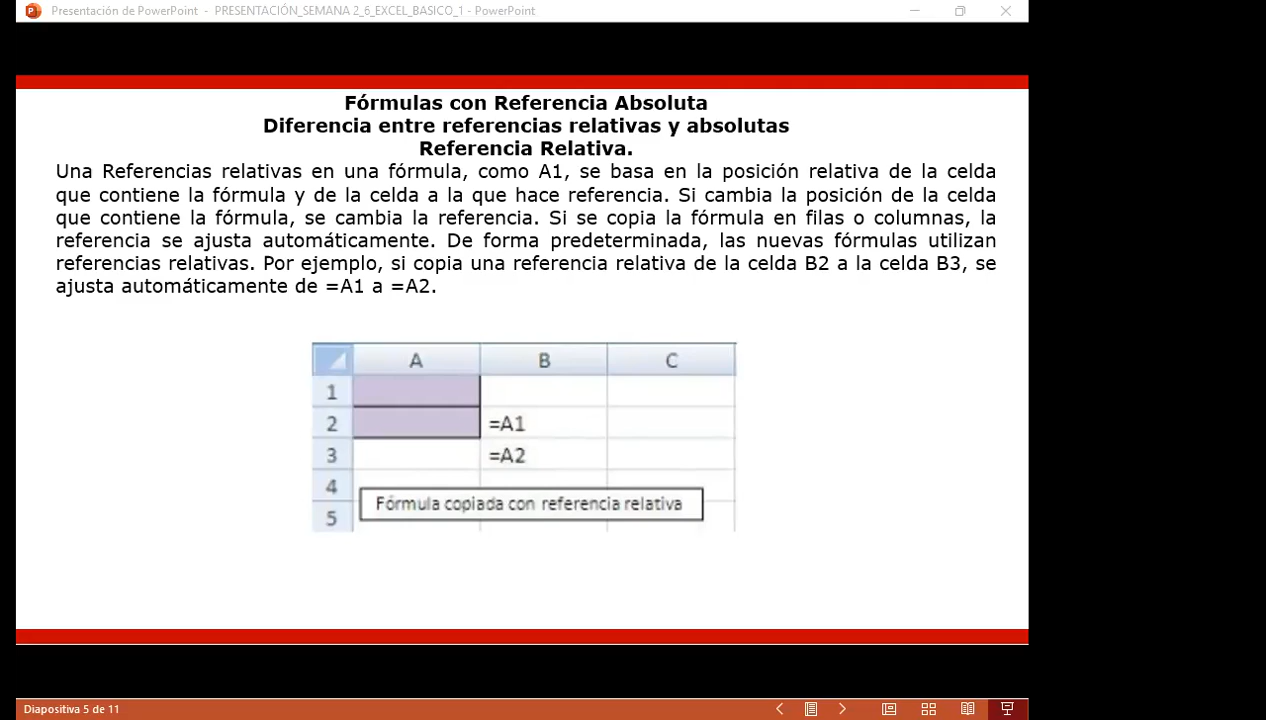 Presentación de PowerPoint - PRESENTACIÓN_SEMANA 2_6_EXCEL_BASICO_1 - PowerPoint
Fórmulas con Referencia Absoluta
Diferencia entre referencias relativas y absolutas
Referencia Relativa.
Una Referencias relativas en una fórmula, como A1, se basa en la posición relativa de la celda
que contiene la fórmula y de la celda a la que hace referencia. Si cambia la posición de la celda
que contiene la fórmula, se cambia la referencia. Si se copia la fórmula en filas o columnas, la
referencia se ajusta automáticamente. De forma predeterminada, las nuevas fórmulas utilizan
referencias relativas. Por ejemplo, si copia una referencia relativa de la celda B2 a la celda B3, se
ajusta automáticamente de =A1 a =A2.
A B C
1
2 =A1
3 =A2
4
Fórmula copiada con referencia relativa
5
Diapositiva 5 de 11